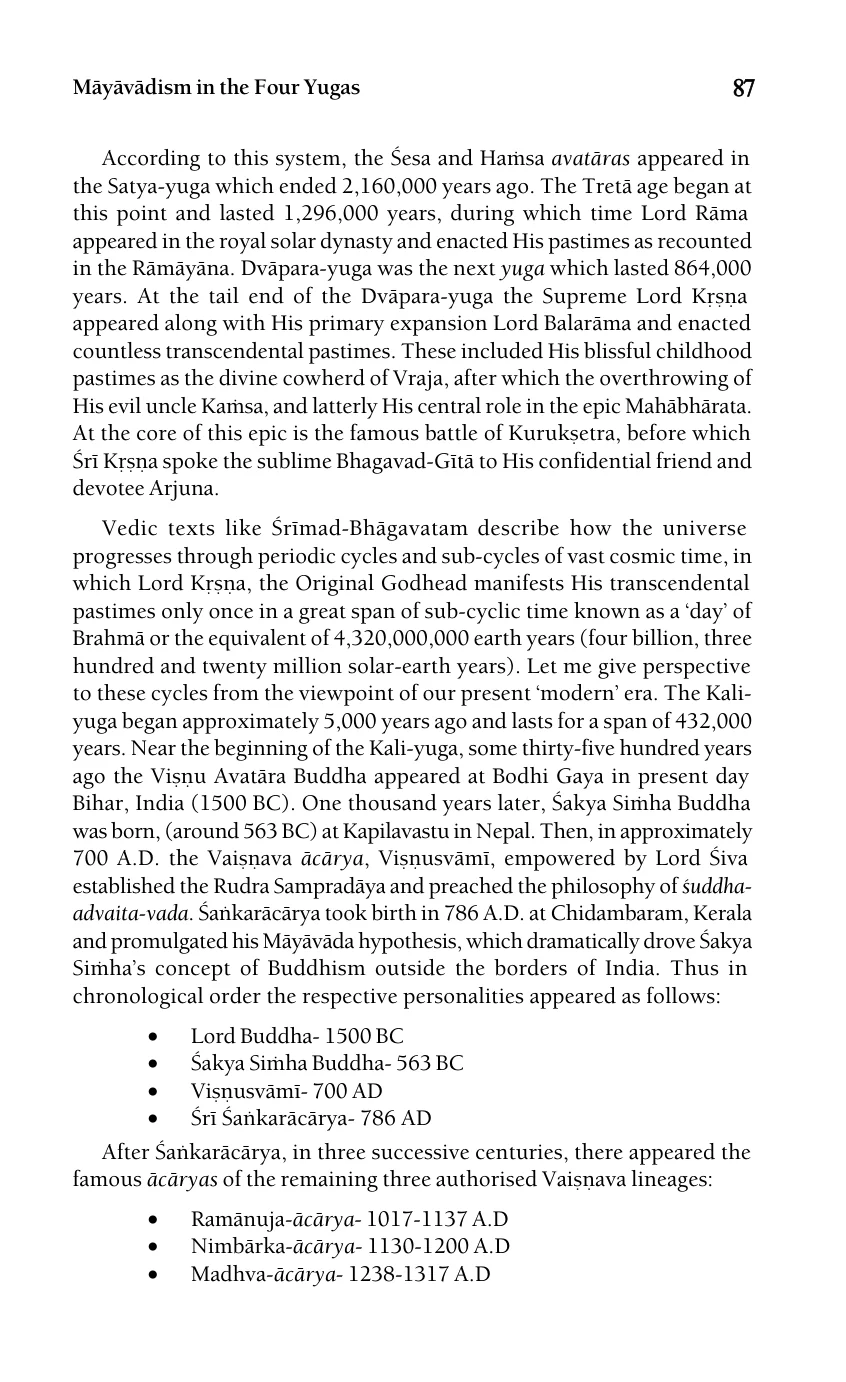 Māyāvādism in the Four Yugas 87
According to this system, the Śesa and Haṁsa avatāras appeared in
the Satya-yuga which ended 2,160,000 years ago. The Tretā age began at
this point and lasted 1,296,000 years, during which time Lord Rāma
appeared in the royal solar dynasty and enacted His pastimes as recounted
in the Rāmāyāna. Dvāpara-yuga was the next yuga which lasted 864,000
years. At the tail end of the Dvāpara-yuga the Supreme Lord Kṛṣṇa
appeared along with His primary expansion Lord Balarāma and enacted
countless transcendental pastimes. These included His blissful childhood
pastimes as the divine cowherd of Vraja, after which the overthrowing of
His evil uncle Kaṁsa, and latterly His central role in the epic Mahābhārata.
At the core of this epic is the famous battle of Kurukṣetra, before which
Śrī Kṛṣṇa spoke the sublime Bhagavad-Gītā to His confidential friend and
devotee Arjuna.
Vedic texts like Śrīmad-Bhāgavatam describe how the universe
progresses through periodic cycles and sub-cycles of vast cosmic time, in
which Lord Kṛṣṇa, the Original Godhead manifests His transcendental
pastimes only once in a great span of sub-cyclic time known as a ‘day’ of
Brahmā or the equivalent of 4,320,000,000 earth years (four billion, three
hundred and twenty million solar-earth years). Let me give perspective
to these cycles from the viewpoint of our present ‘modern’ era. The Kali-
yuga began approximately 5,000 years ago and lasts for a span of 432,000
years. Near the beginning of the Kali-yuga, some thirty-five hundred years
ago the Viṣṇu Avatāra Buddha appeared at Bodhi Gaya in present day
Bihar, India (1500 BC). One thousand years later, Śakya Siṁha Buddha
was born, (around 563 BC) at Kapilavastu in Nepal. Then, in approximately
700 A.D. the Vaiṣṇava ācārya, Viṣṇusvāmī, empowered by Lord Śiva
established the Rudra Sampradāya and preached the philosophy of śuddha-
advaita-vada. Śaṅkarācārya took birth in 786 A.D. at Chidambaram, Kerala
and promulgated his Māyāvāda hypothesis, which dramatically drove Śakya
Siṁha’s concept of Buddhism outside the borders of India. Thus in
chronological order the respective personalities appeared as follows:
• Lord Buddha- 1500 BC
• Śakya Siṁha Buddha- 563 BC
• Viṣṇusvāmī- 700 AD
• Śrī Śaṅkarācārya- 786 AD
After Śaṅkarācārya, in three successive centuries, there appeared the
famous ācāryas of the remaining three authorised Vaiṣṇava lineages:
• Ramānuja-ācārya- 1017-1137 A.D
• Nimbārka-ācārya- 1130-1200 A.D
• Madhva-ācārya- 1238-1317 A.D